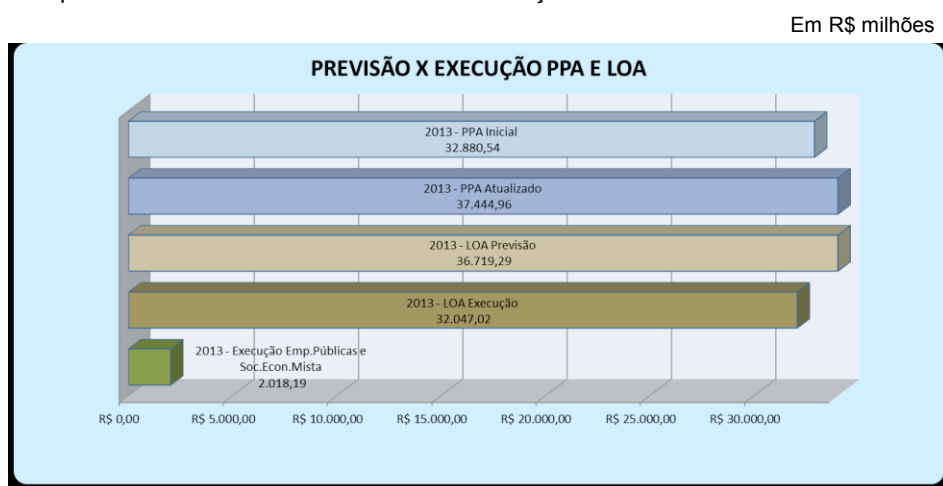 Em R$ milhões
PREVISÃO X EXECUÇÃO PPA E LOA
2013 - PPA Inicial
32.880,54
2013 - PPA Atualizado
37.444,96
2013 - LOA Previsão
36.719,29
2013 - LOA Execução
32.047,02
2013 - Execução Emp.Públicas e
Soc.Econ.Mista
2.018,19
R$ 0,00 R$ 5.000,00 R$ 10.000,00 R$ 15.000,00 R$ 20.000,00 R$ 25.000,00 R$ 30.000,00